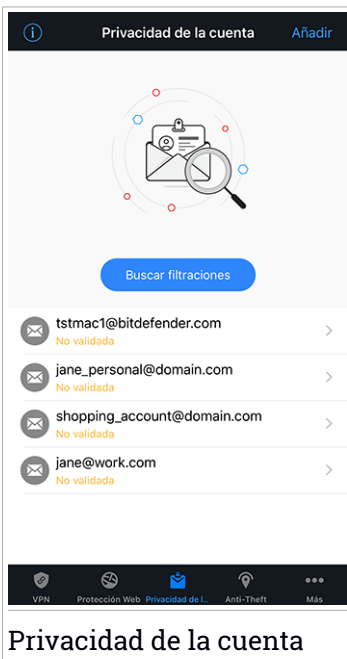 Privacidad de la cuenta
Añadir
Buscar filtraciones
tstmac1@bitdefender.com
No validada
jane_personal@domain.com
No validada
shopping_account@domain.com
No validada
jane@work.com
No validada
VPN
Protección Web
Privacidad de l...
Anti-Theft
Más
Privacidad de la cuenta